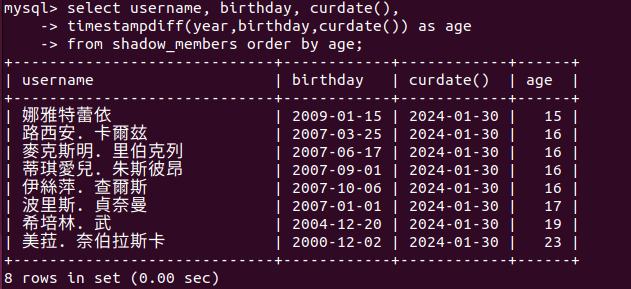 mysql> select username, birthday, curdate(),
    -> timestampdiff(year,birthday,curdate()) as age
    -> from shadow_members order by age;
+----------------------------+------------+------------+------+
| username                   | birthday   | curdate()  | age  |
+----------------------------+------------+------------+------+
| 娜雅特蕾依                 | 2009-01-15 | 2024-01-30 |   15 |
| 路西安. 卡爾茲             | 2007-03-25 | 2024-01-30 |   16 |
| 麥克斯明. 里伯克列         | 2007-06-17 | 2024-01-30 |   16 |
| 蒂琪愛兒. 朱斯彼昂         | 2007-09-01 | 2024-01-30 |   16 |
| 伊絲萍. 查爾斯             | 2007-10-06 | 2024-01-30 |   16 |
| 波里斯. 貞奈曼             | 2007-01-01 | 2024-01-30 |   17 |
| 希培林. 武                 | 2004-12-20 | 2024-01-30 |   19 |
| 美菈. 奈伯拉斯卡           | 2000-12-02 | 2024-01-30 |   23 |
+----------------------------+------------+------------+------+
8 rows in set (0.00 sec)